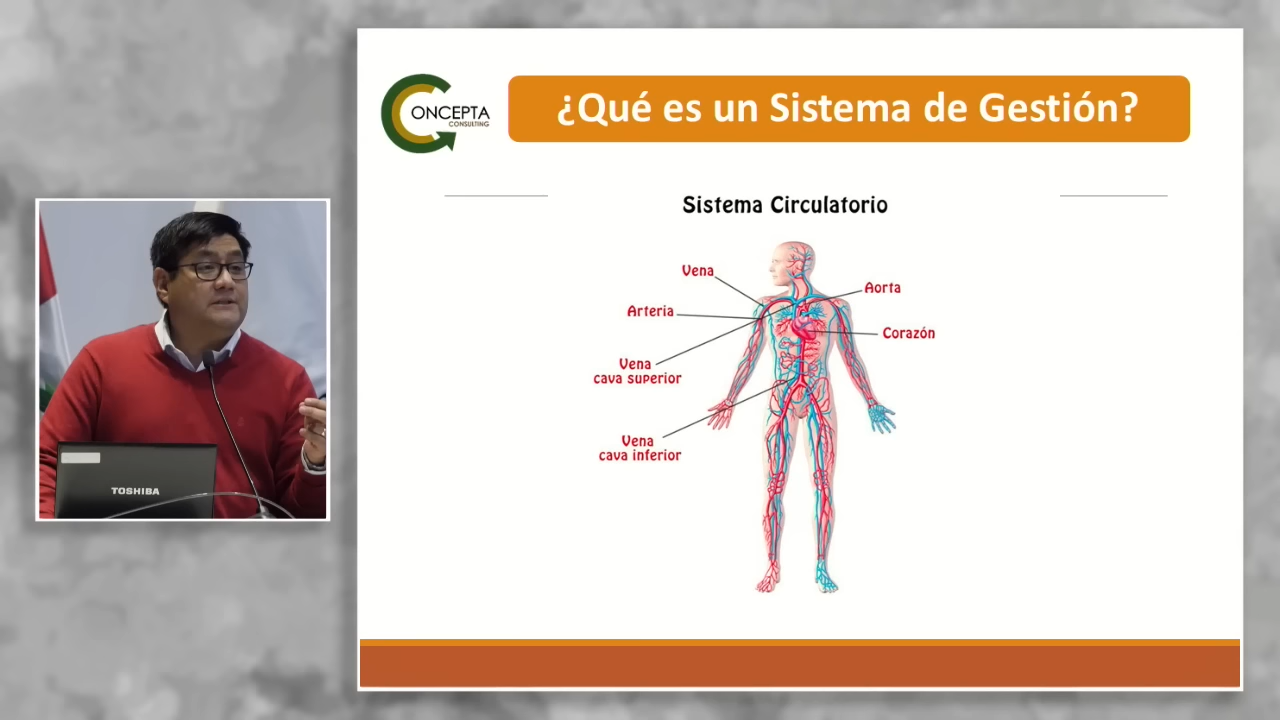 ONCEPTA
CONSULTING
¿Qué es un Sistema de Gestión?
Sistema Circulatorio
Vena
Aorta
Arteria
Corazón
Vena
cava superior
Vena
cava inferior
TOSHIBA